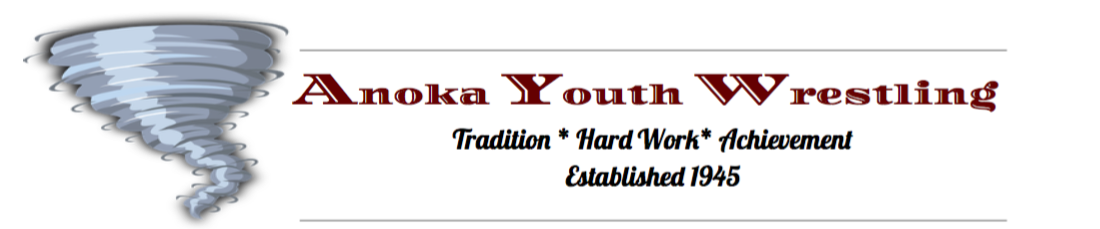 Anoka Youth Wrestling
Tradition * Hard Work* Achievement
Established 1945